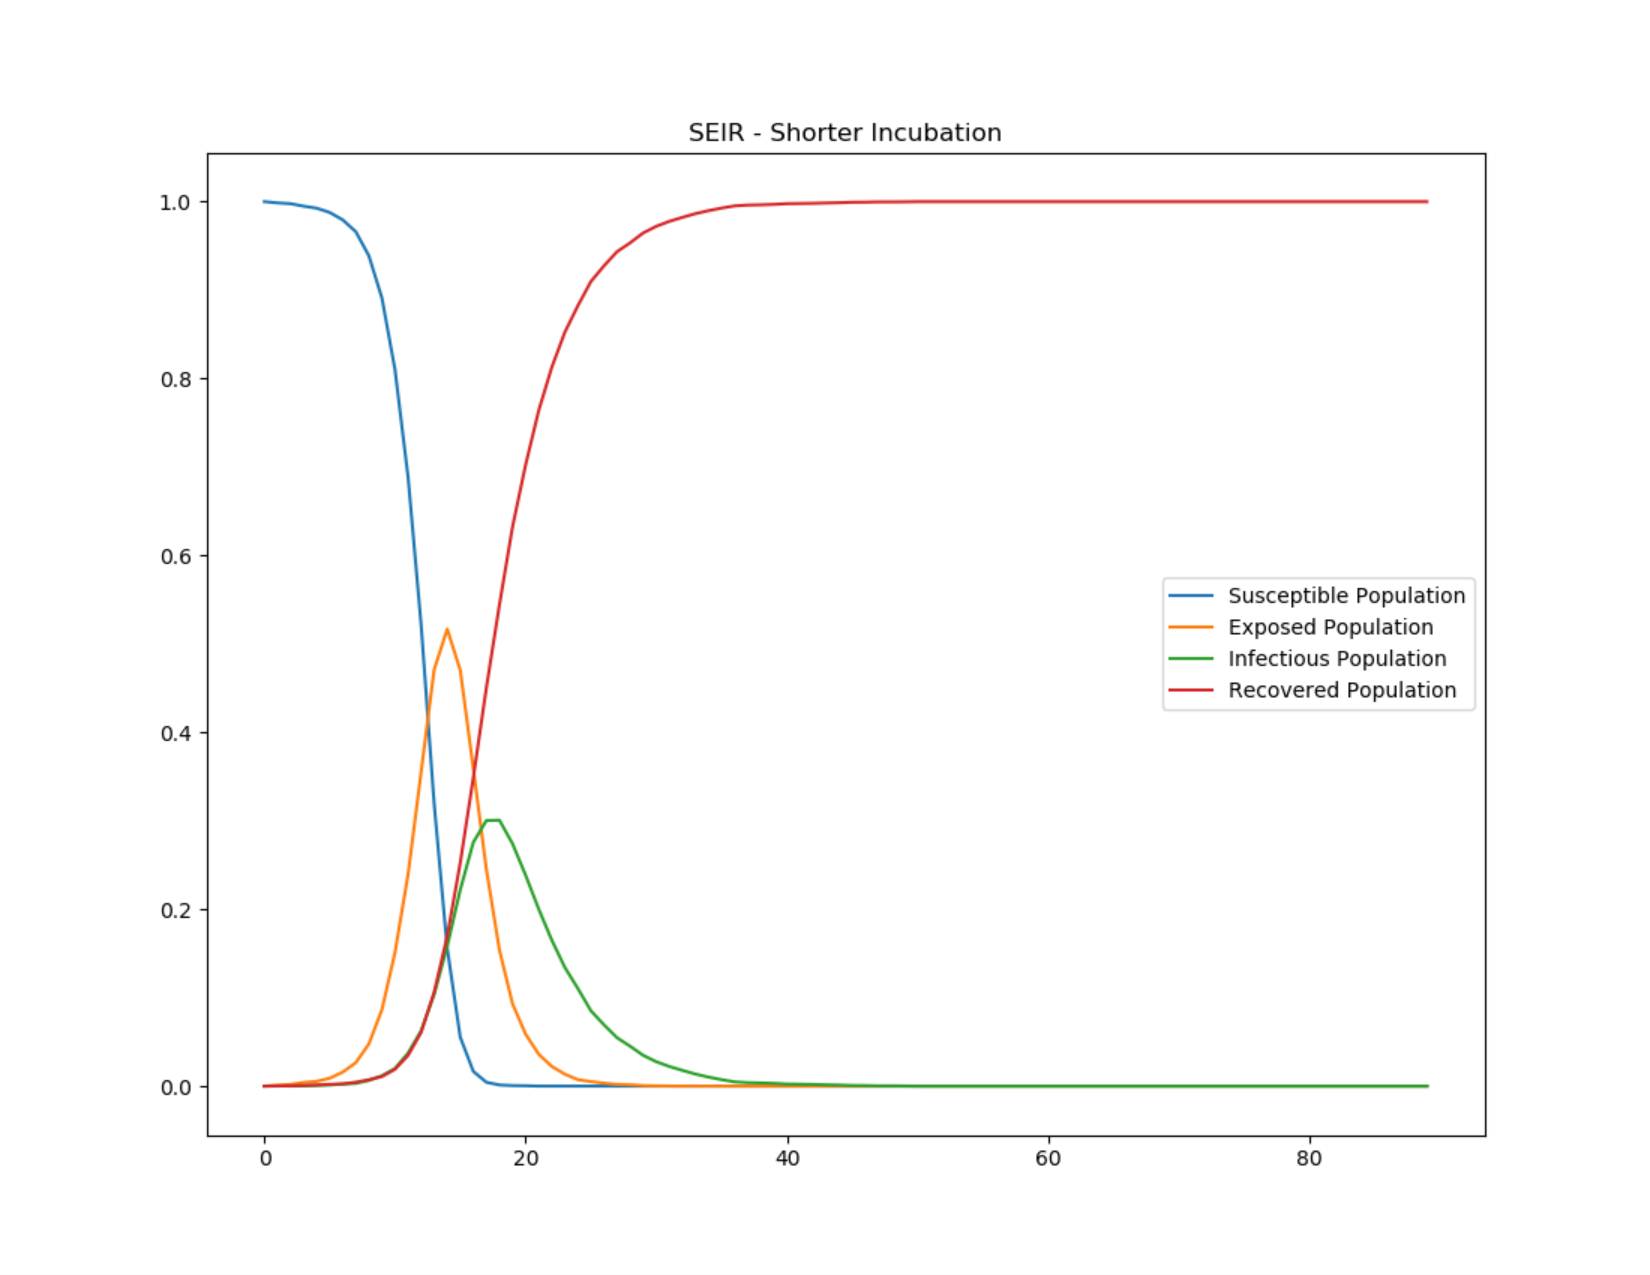 SEIR - Shorter Incubation
1.0
0.8
0.6
0.4
0.2
0.0
Susceptible Population
Exposed Population
Infectious Population
Recovered Population
0 20 40 60 80